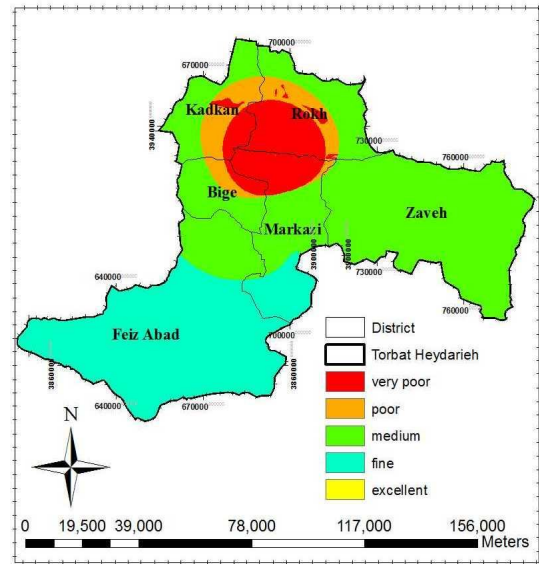 700000
670000
Kadkan
Rokh
3940000
730000
760000
Bige
Zaveh
Markazi
3900000
3900000
730000
640000
760000
Feiz Abad
700000
3860000
3860000
640000
670000
N
District
Torbat Heydarieh
very poor
poor
medium
fine
excellent
0 19,500 39,000 78,000 117,000 156,000
Meters